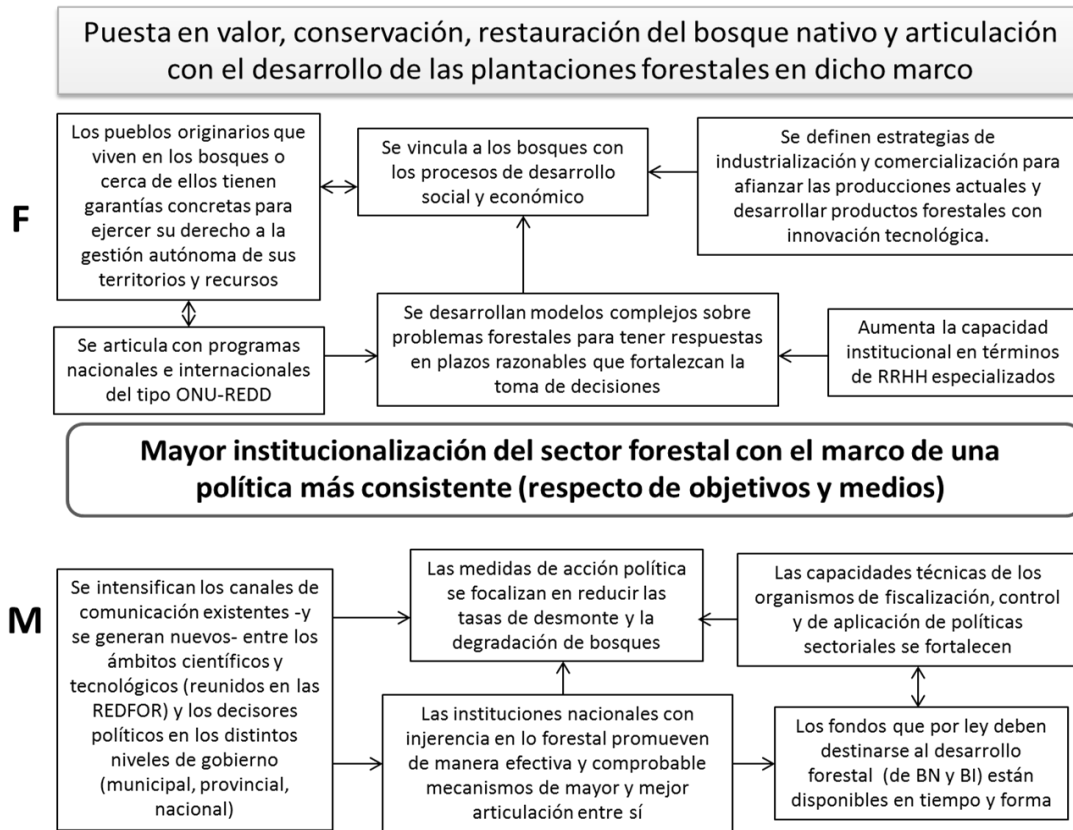 Puesta en valor, conservación, restauración del bosque nativo y articulación
con el desarrollo de las plantaciones forestales en dicho marco
F
Los pueblos originarios que
viven en los bosques o
cerca de ellos tienen
garantías concretas para
ejercer su derecho a la
gestión autónoma de sus
territorios y recursos
Se vincula a los bosques con
los procesos de desarrollo
social y económico
Se definen estrategias de
industrialización y comercialización para
afianzar las producciones actuales y
desarrollar productos forestales con
innovación tecnológica.
Se articula con programas
nacionales e internacionales
del tipo ONU-REDD
Se desarrollan modelos complejos sobre
problemas forestales para tener respuestas
en plazos razonables que fortalezcan la
toma de decisiones
Aumenta la capacidad
institucional en términos
de RRHH especializados
Mayor institucionalización del sector forestal con el marco de una
política más consistente (respecto de objetivos y medios)
M
Se intensifican los canales de
comunicación existentes -y
se generan nuevos- entre los
ámbitos científicos y
tecnológicos (reunidos en las
REDFOR) y los decisores
políticos en los distintos
niveles de gobierno
(municipal, provincial,
nacional)
Las medidas de acción política
se focalizan en reducir las
tasas de desmonte y la
degradación de bosques
Las capacidades técnicas de los
organismos de fiscalización, control
y de aplicación de políticas
sectoriales se fortalecen
Las instituciones nacionales con
injerencia en lo forestal promueven
de manera efectiva y comprobable
mecanismos de mayor y mejor
articulación entre sí
Los fondos que por ley deben
destinarse al desarrollo
forestal (de BN y BI) están
disponibles en tiempo y forma